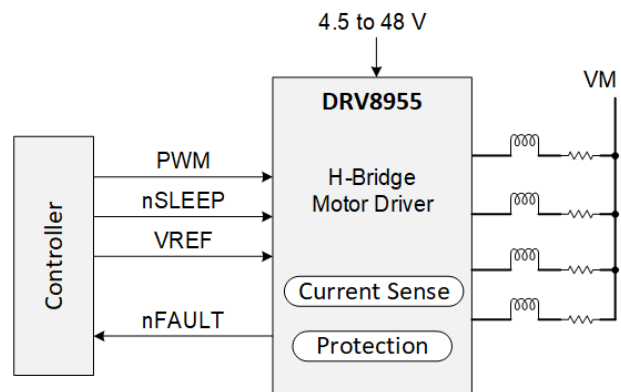 4.5 to 48 V
VM
DRV8955
PWM
H-Bridge
Motor Driver
nSLEEP
VREF
Controller
Current Sense
nFAULT
Protection